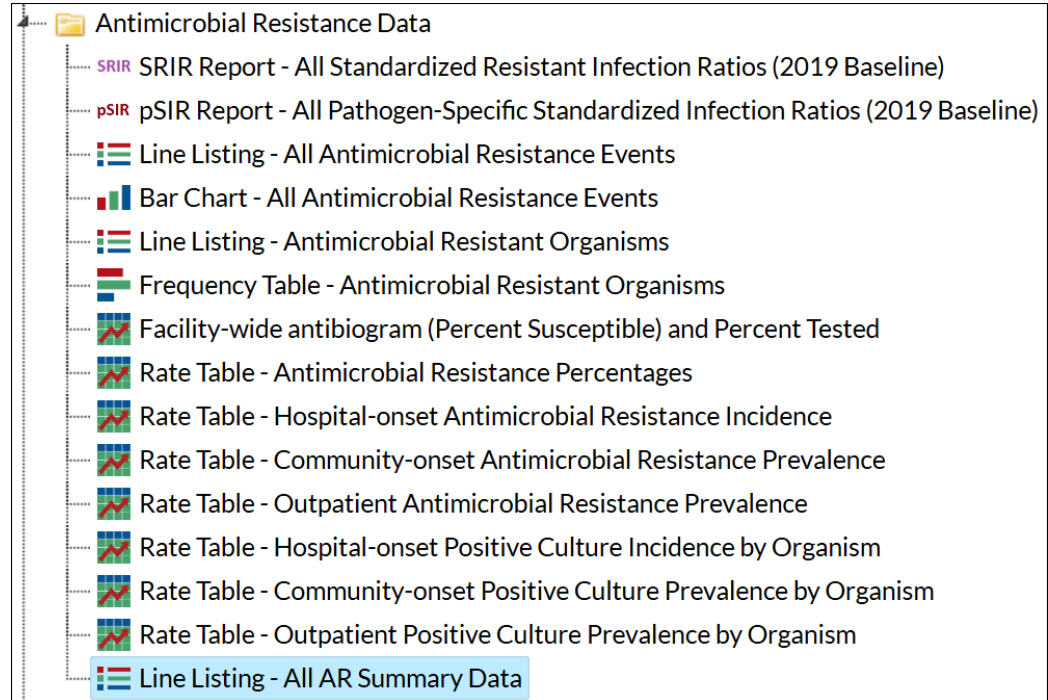 Antimicrobial Resistance Data
SRIR SRIR Report - All Standardized Resistant Infection Ratios (2019 Baseline)
pSIR pSIR Report - All Pathogen-Specific Standardized Infection Ratios (2019 Baseline)
Line Listing - All Antimicrobial Resistance Events
Bar Chart - All Antimicrobial Resistance Events
Line Listing - Antimicrobial Resistant Organisms
Frequency Table - Antimicrobial Resistant Organisms
Facility-wide antibiogram (Percent Susceptible) and Percent Tested
Rate Table - Antimicrobial Resistance Percentages
Rate Table - Hospital-onset Antimicrobial Resistance Incidence
Rate Table - Community-onset Antimicrobial Resistance Prevalence
Rate Table - Outpatient Antimicrobial Resistance Prevalence
Rate Table - Hospital-onset Positive Culture Incidence by Organism
Rate Table - Community-onset Positive Culture Prevalence by Organism
Rate Table - Outpatient Positive Culture Prevalence by Organism
Line Listing - All AR Summary Data